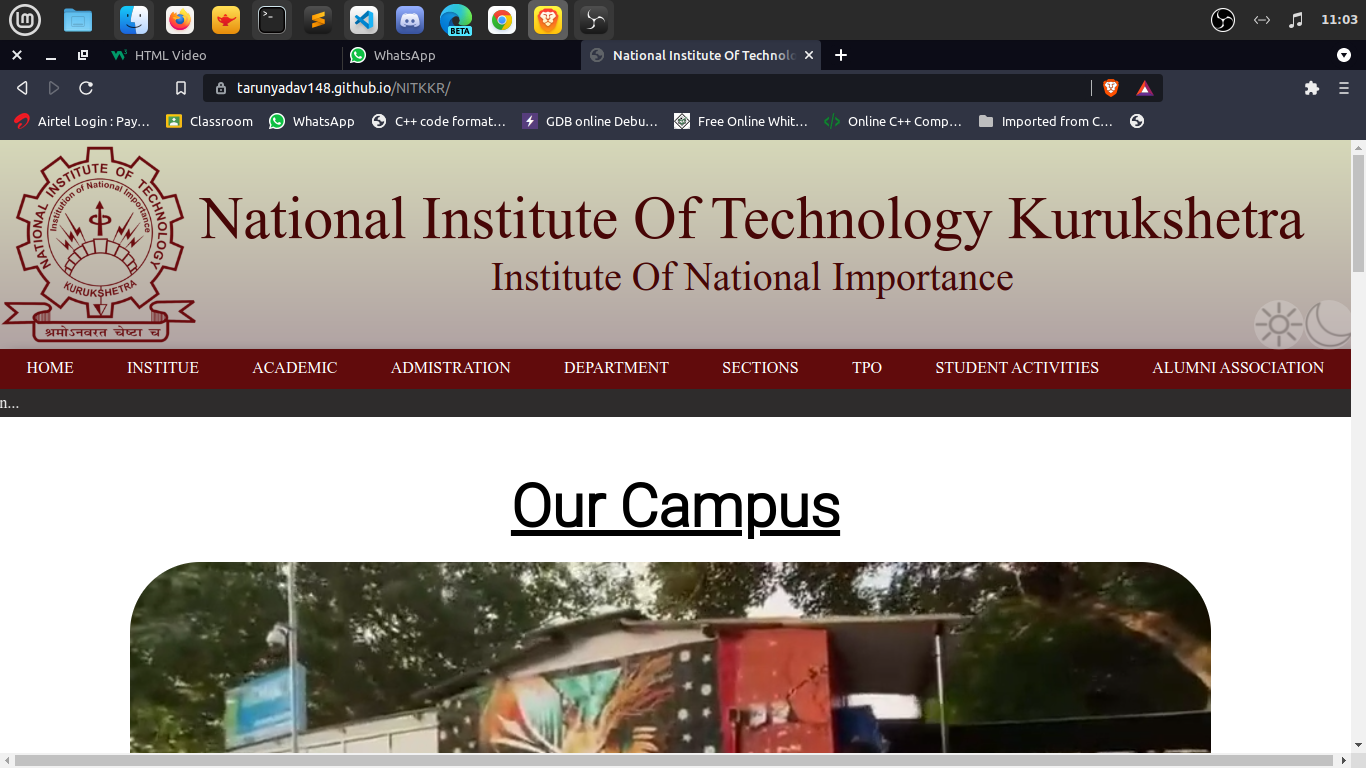 BETA
11:03
HTML Video
WhatsApp
National Institute Of Technolo
tarunyadav148.github.io/NITKKR/
Airtel Login : Pay…
Classroom
WhatsApp
C++ code format…
GDB online Debu…
Free Online Whit…
Online C++ Comp…
Imported from C…
NATIONAL INSTITUTE OF TECHNOLOLOGY
Institution of National Importance
KURUKSHETRA
श्रमोऽनवरत चेष्टा च
National Institute Of Technology Kurukshetra
Institute Of National Importance
HOME
INSTITUE
ACADEMIC
ADMISTRATION
DEPARTMENT
SECTIONS
TPO
STUDENT ACTIVITIES
ALUMNI ASSOCIATION
n...
Our Campus